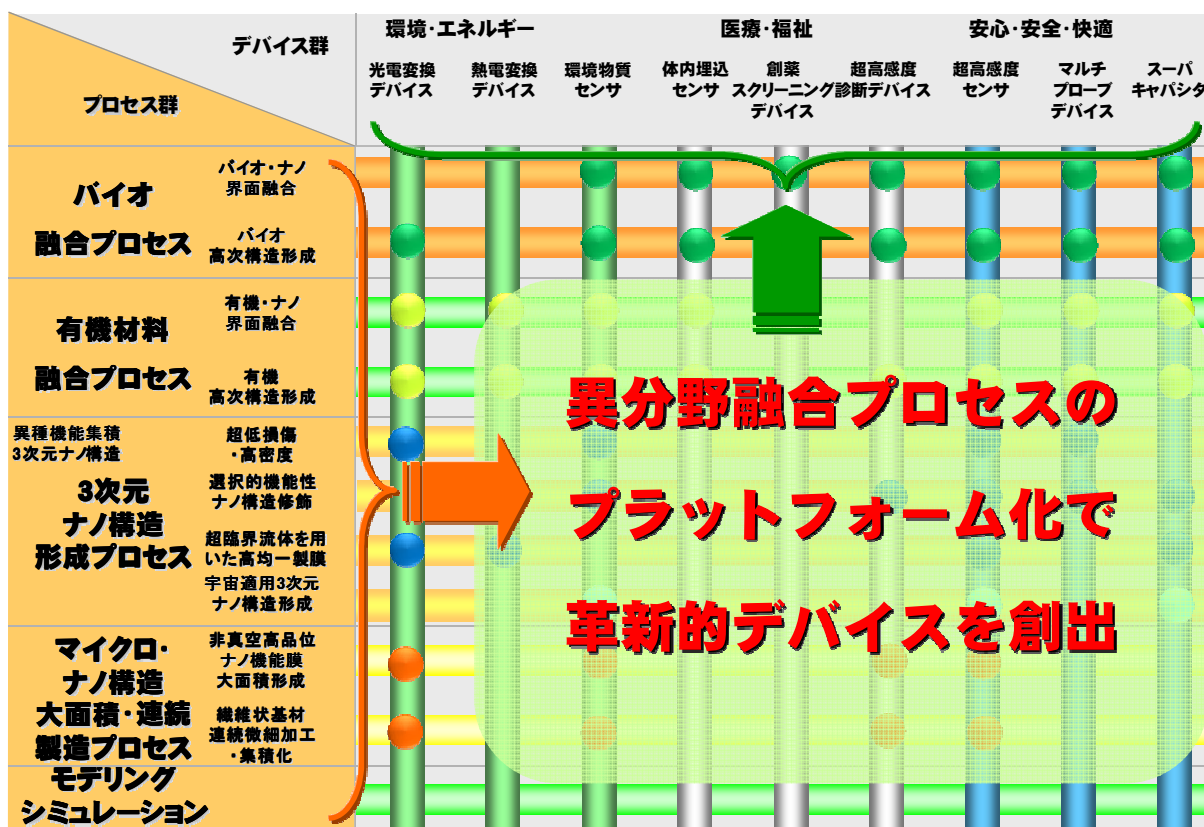 デバイス群
プロセス群
環境・エネルギー
医療・福祉
安心・安全・快適
光電変換
デバイス
熱電変換
デバイス
環境物質
センサ
体内埋込
センサ
創薬
スクリーニング
デバイス
超高感度
診断デバイス
超高感度
センサ
マルチ
プローブ
デバイス
スーパ
キャパシタ
バイオ
融合プロセス
バイオ・ナノ
界面融合
バイオ
高次構造形成
有機材料
融合プロセス
有機・ナノ
界面融合
有機
高次構造形成
異種機能集積
3次元ナノ構造
3次元
ナノ構造
形成プロセス
超低損傷
・高密度
選択的機能性
ナノ構造修飾
超臨界流体を用
いた高均一製膜
宇宙適用3次元
ナノ構造形成
マイクロ・
ナノ構造
大面積・連続
製造プロセス
非真空高品位
ナノ機能膜
大面積形成
繊維状基材
連続微細加工
・集積化
モデリング
シミュレーション
異分野融合プロセスの
プラットフォーム化で
革新的デバイスを創出